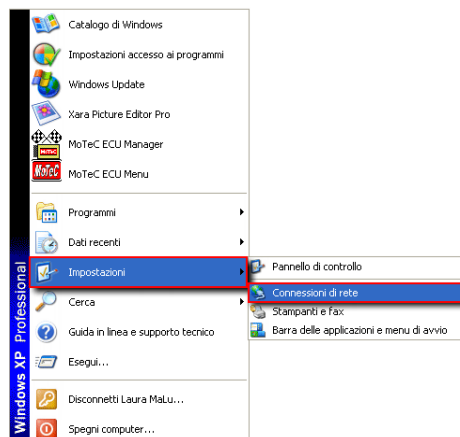 Catalogo di Windows
Impostazioni accesso ai programmi
Windows Update
Xara Picture Editor Pro
MoTeC ECU Manager
MoTeC
MoTeC ECU Menu
Programmi
Dati recenti
Impostazioni
Cerca
Guida in linea e supporto tecnico
Esegui...
Disconnetti Laura MaLu...
Spegni computer...
Pannello di controllo
Connessioni di rete
Stampanti e fax
Barra delle applicazioni e menu di avvio
Windows XP Professional